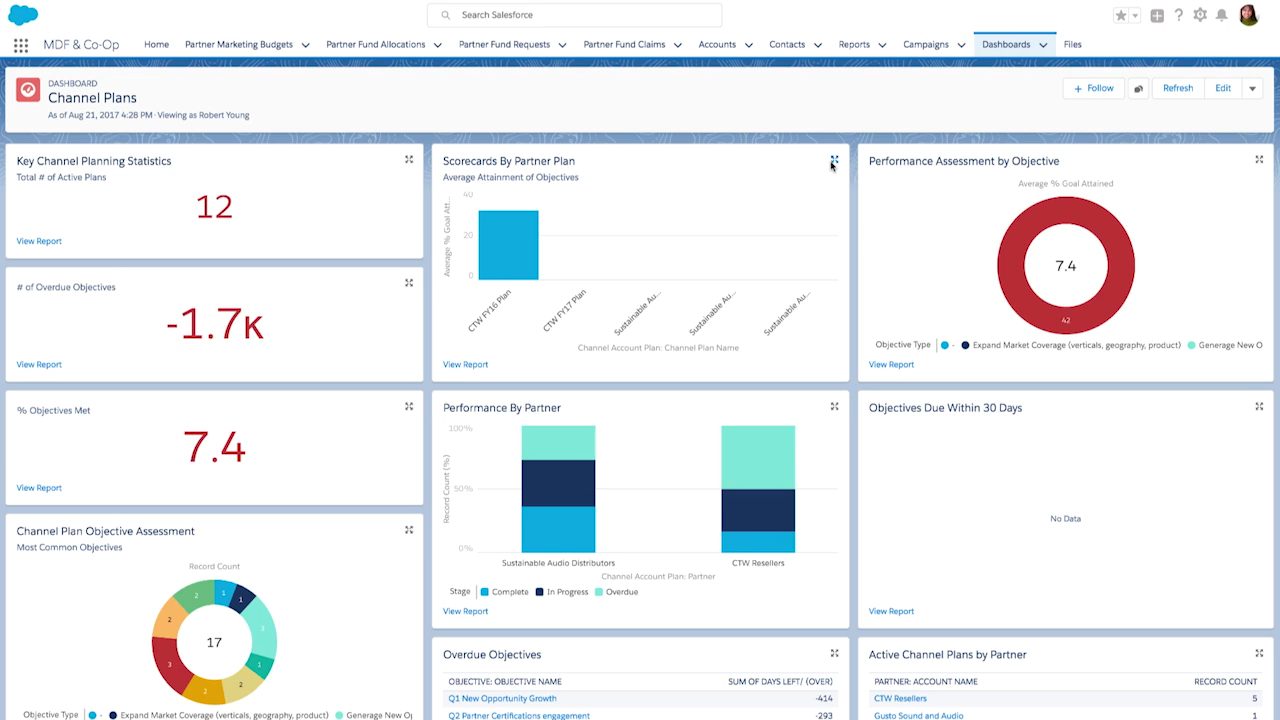 Search Salesforce
MDF & Co-Op
Home
Partner Marketing Budgets
Partner Fund Allocations
Partner Fund Requests
Partner Fund Claims
Accounts
Contacts
Reports
Campaigns
Dashboards
Files
DASHBOARD
Channel Plans
As of Aug 21, 2017 4:28 PM·Viewing as Robert Young
+ Follow
Refresh
Edit
Key Channel Planning Statistics
Total # of Active Plans
12
View Report
# of Overdue Objectives
-1.7K
View Report
% Objectives Met
7.4
View Report
Channel Plan Objective Assessment
Most Common Objectives
Record Count
1
1
3
1
2
2
3
2
2
17
Objective Type
-
Expand Market Coverage (verticals, geography, product)
Generage New Op
Scorecards By Partner Plan
Average Attainment of Objectives
Average % Goal Att...
40
20
0
CTW FY16 Plan
CTW FY17 Plan
Sustainable Au...
Sustainable Au...
Sustainable Au...
Channel Account Plan: Channel Plan Name
View Report
Performance By Partner
Record Count (%)
100%
50%
0%
Sustainable Audio Distributors
CTW Resellers
Channel Account Plan: Partner
Stage
Complete
In Progress
Overdue
View Report
Overdue Objectives
OBJECTIVE: OBJECTIVE NAME
SUM OF DAYS LEFT/ (OVER)
Q1 New Opportunity Growth
-414
Q2 Partner Certifications engagement
-293
Performance Assessment by Objective
Average % Goal Attained
7.4
42
Objective Type
-
Expand Market Coverage (verticals, geography, product)
Generage New O
View Report
Objectives Due Within 30 Days
No Data
View Report
Active Channel Plans by Partner
PARTNER: ACCOUNT NAME
RECORD COUNT
CTW Resellers
5
Gusto Sound and Audio
1